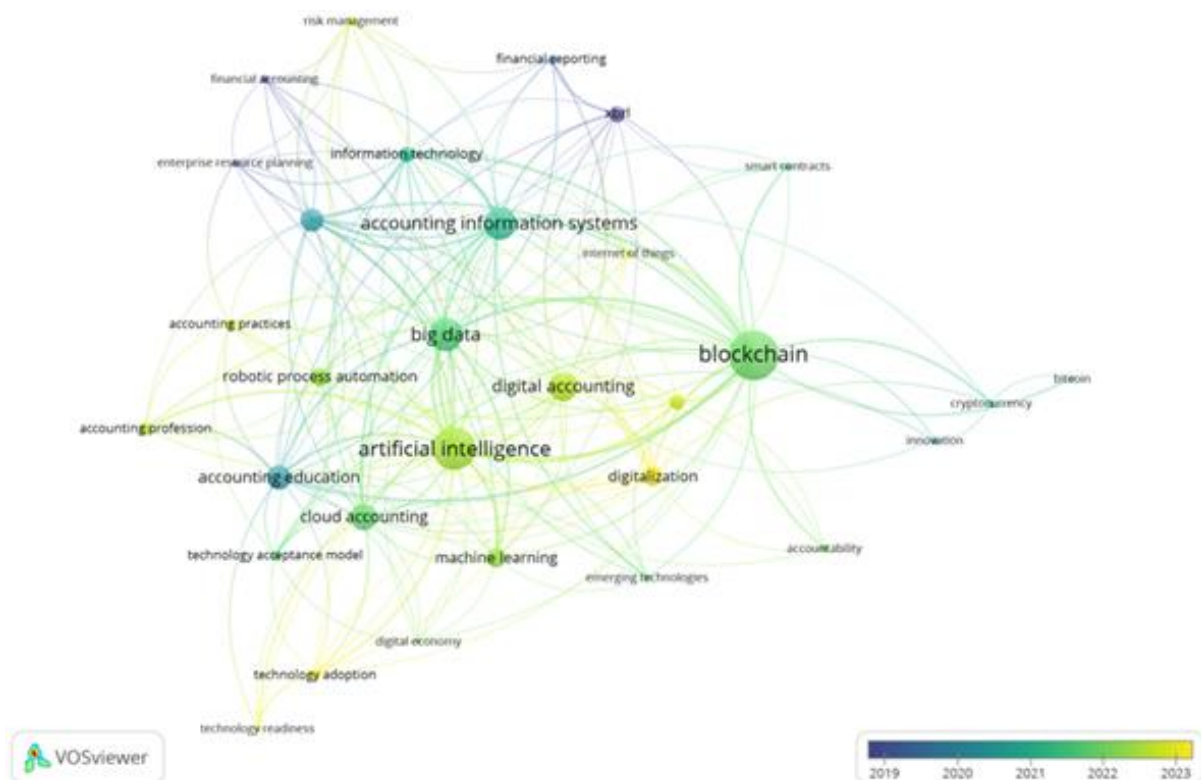 risk management
financial reporting
financial accounting
xbrl
information technology
enterprise resource planning
smart contracts
accounting information systems
internet of things
accounting practices
big data
blockchain
robotic process automation
digital accounting
bitcoin
cryptocurrency
accounting profession
innovation
artificial intelligence
accounting education
digitalization
cloud accounting
technology acceptance model
machine learning
accountability
emerging technologies
digital economy
technology adoption
technology readiness
VOSviewer
2019 2020 2021 2022 2023